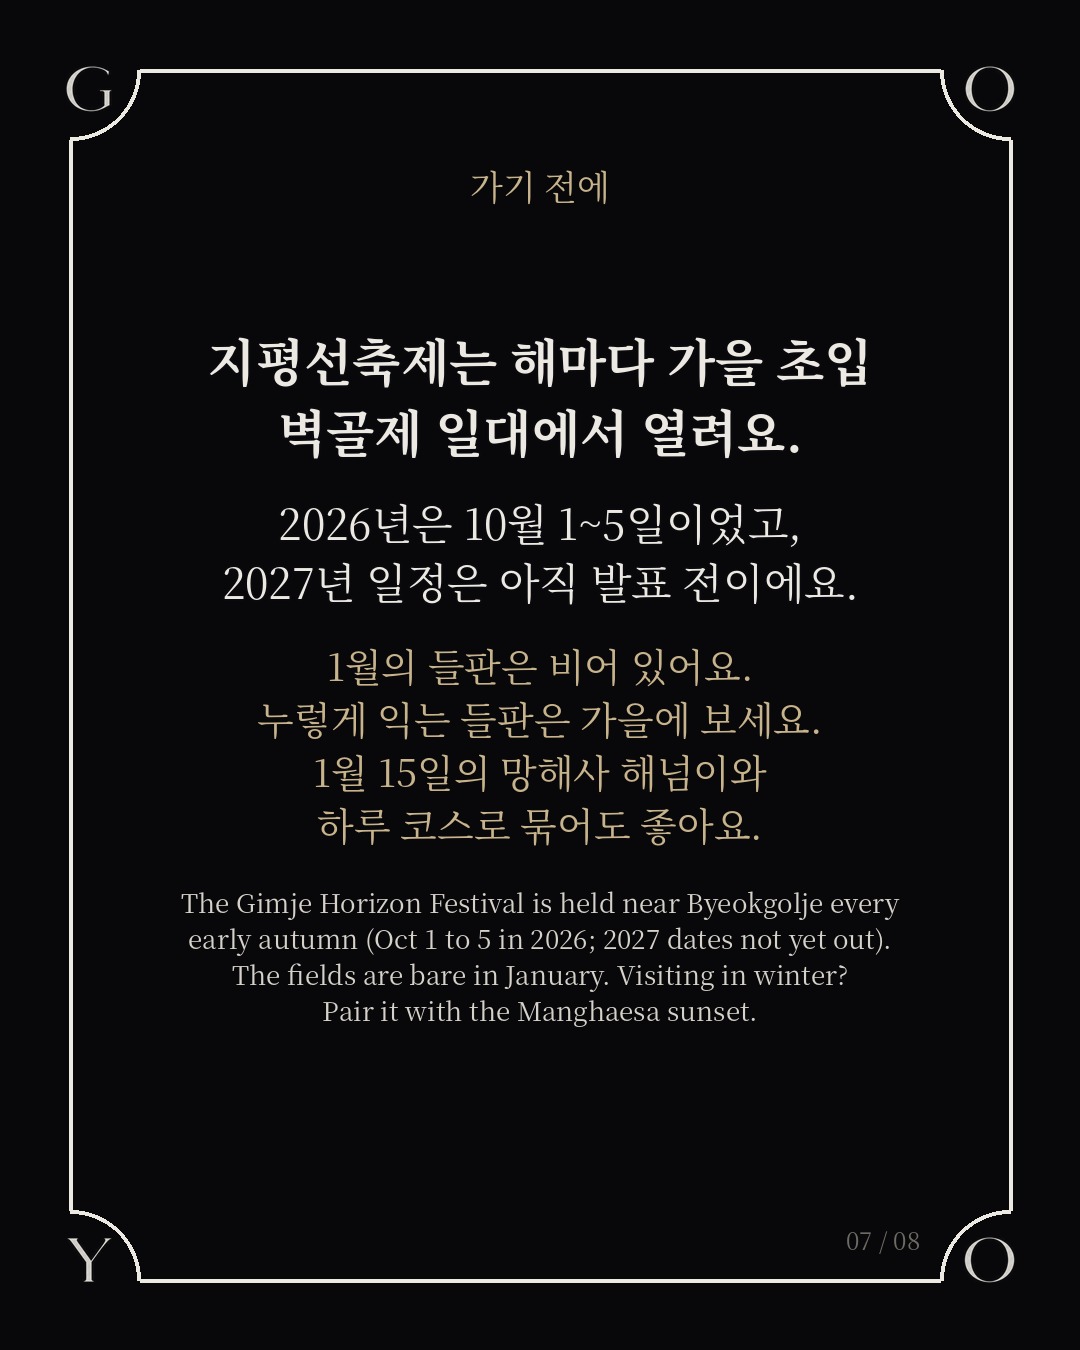 G O
가기 전에
지평선축제는 해마다 가을 초입
벽골제 일대에서 열려요.
2026년은 10월 1~5일이었고,
2027년 일정은 아직 발표 전이에요.
1월의 들판은 비어 있어요.
누렇게 익는 들판은 가을에 보세요.
1월 15일의 망해사 해넘이와
하루 코스로 묶어도 좋아요.
The Gimje Horizon Festival is held near Byeokgolje every
early autumn (Oct 1 to 5 in 2026; 2027 dates not yet out).
The fields are bare in January. Visiting in winter?
Pair it with the Manghaesa sunset.
07 / 08
Y O